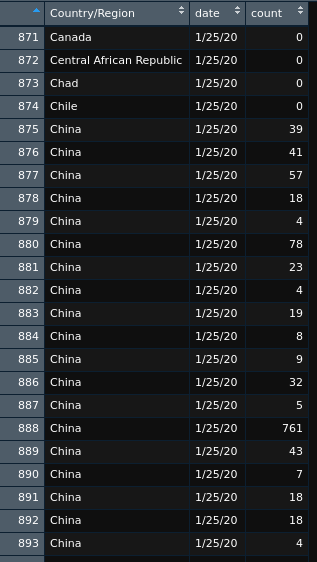 Country/Region date count
871 Canada 1/25/20 0
872 Central African Republic 1/25/20 0
873 Chad 1/25/20 0
874 Chile 1/25/20 0
875 China 1/25/20 39
876 China 1/25/20 41
877 China 1/25/20 57
878 China 1/25/20 18
879 China 1/25/20 4
880 China 1/25/20 78
881 China 1/25/20 23
882 China 1/25/20 4
883 China 1/25/20 19
884 China 1/25/20 8
885 China 1/25/20 9
886 China 1/25/20 32
887 China 1/25/20 5
888 China 1/25/20 761
889 China 1/25/20 43
890 China 1/25/20 7
891 China 1/25/20 18
892 China 1/25/20 18
893 China 1/25/20 4